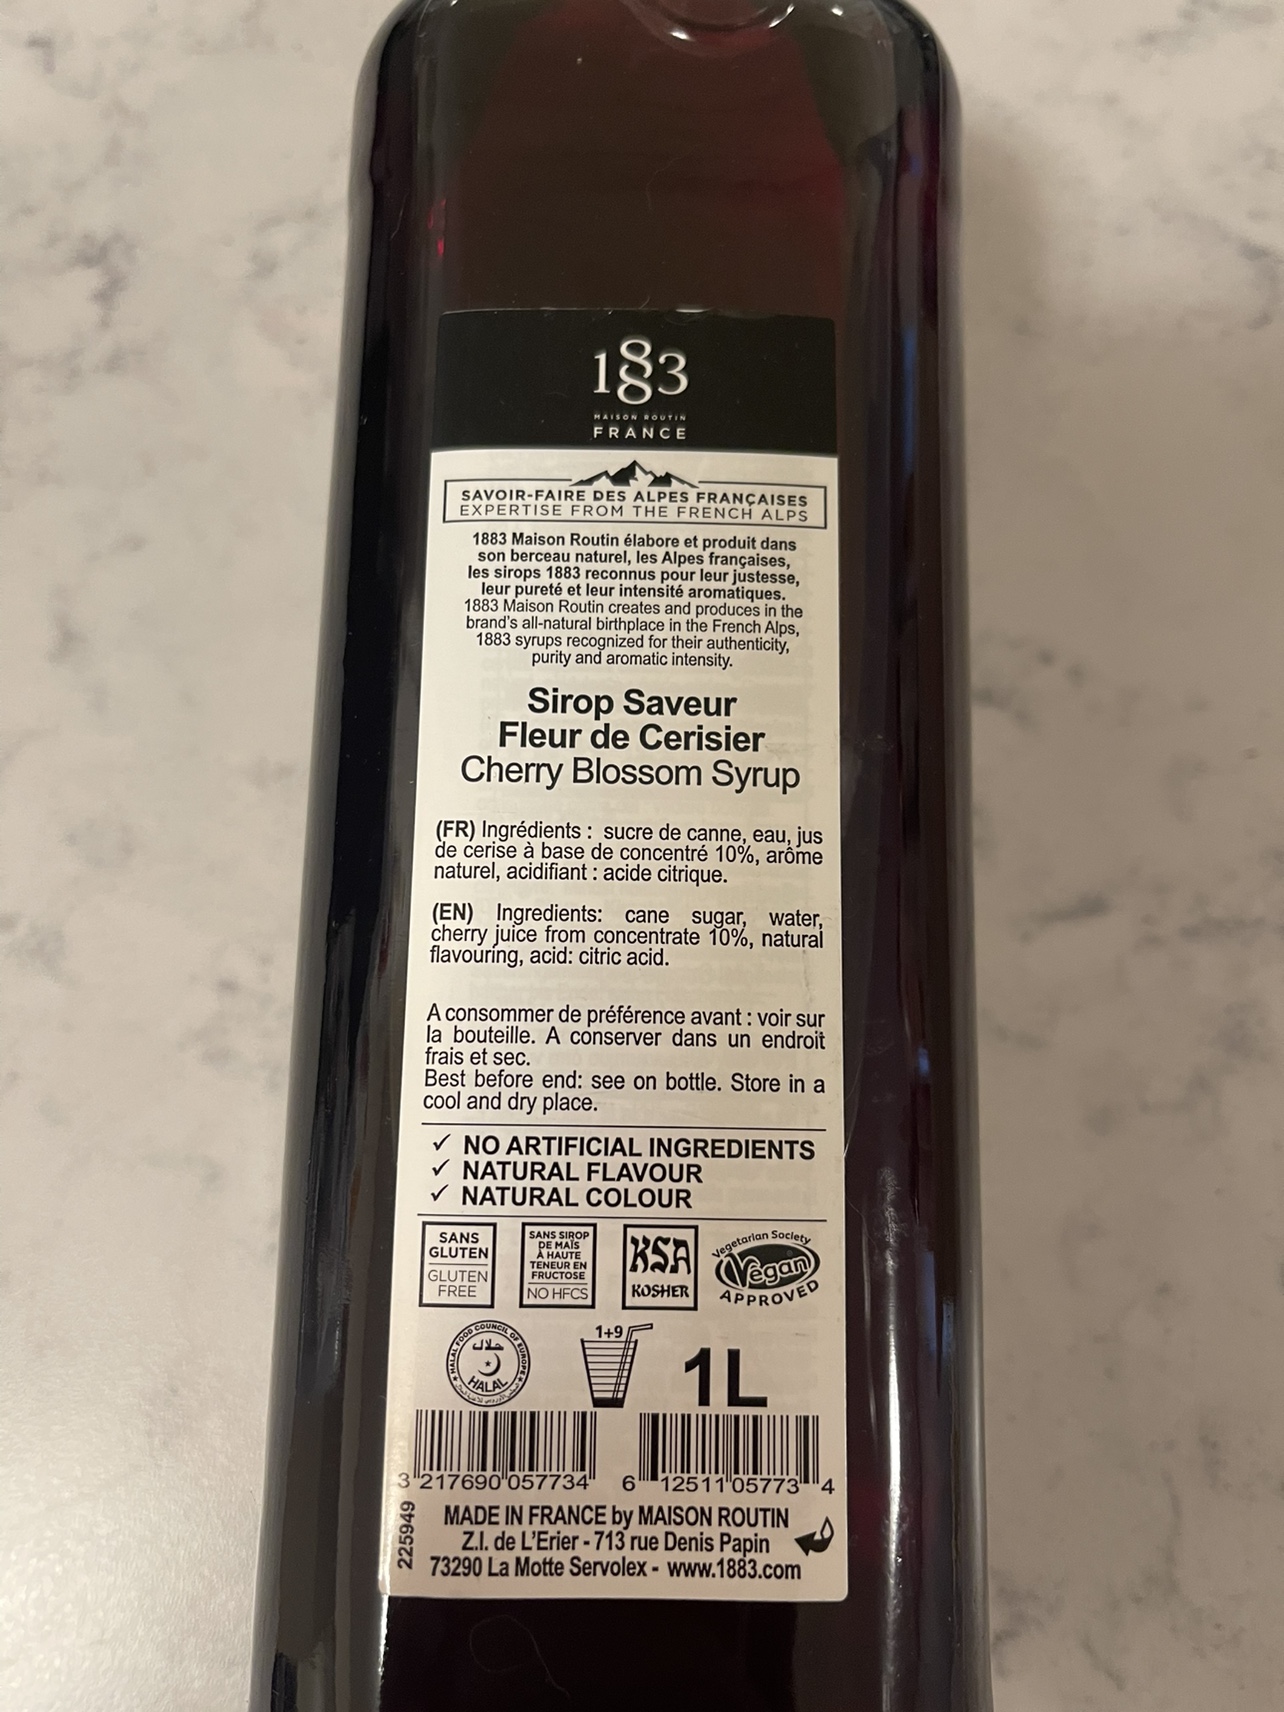 1883
MAISON ROUTIN
FRANCE
SAVOIR-FAIRE DES ALPES FRANÇAISES
EXPERTISE FROM THE FRENCH ALPS
1883 Maison Routin élabore et produit dans
son berceau naturel, les Alpes françaises,
les sirops 1883 reconnus pour leur justesse,
leur pureté et leur intensité aromatiques.
1883 Maison Routin creates and produces in the
brand's all-natural birthplace in the French Alps,
1883 syrups recognized for their authenticity,
purity and aromatic intensity.
Sirop Saveur
Fleur de Cerisier
Cherry Blossom Syrup
(FR) Ingrédients : sucre de canne, eau, jus
de cerise à base de concentré 10%, arôme
naturel, acidifiant : acide citrique.
(EN) Ingredients: cane sugar, water,
cherry juice from concentrate 10%, natural
flavouring, acid: citric acid.
A consommer de préférence avant : voir sur
la bouteille. A conserver dans un endroit
frais et sec.
Best before end: see on bottle. Store in a
cool and dry place.
✓ NO ARTIFICIAL INGREDIENTS
✓ NATURAL FLAVOUR
✓ NATURAL COLOUR
SANS
GLUTEN
GLUTEN
FREE
SANS SIROP
DE MAÏS
À HAUTE
TENEUR EN
FRUCTOSE
NO HFCS
KSA
KOSHER
Vegetarian Society
Vegan
APPROVED
HALAL FOOD COUNCIL OF EUROPE
حلال
HALAL
1+9
1L
3 217690 057734
6 12511 05773 4
225949
MADE IN FRANCE by MAISON ROUTIN
Z.I. de L'Erier - 713 rue Denis Papin
73290 La Motte Servolex - www.1883.com